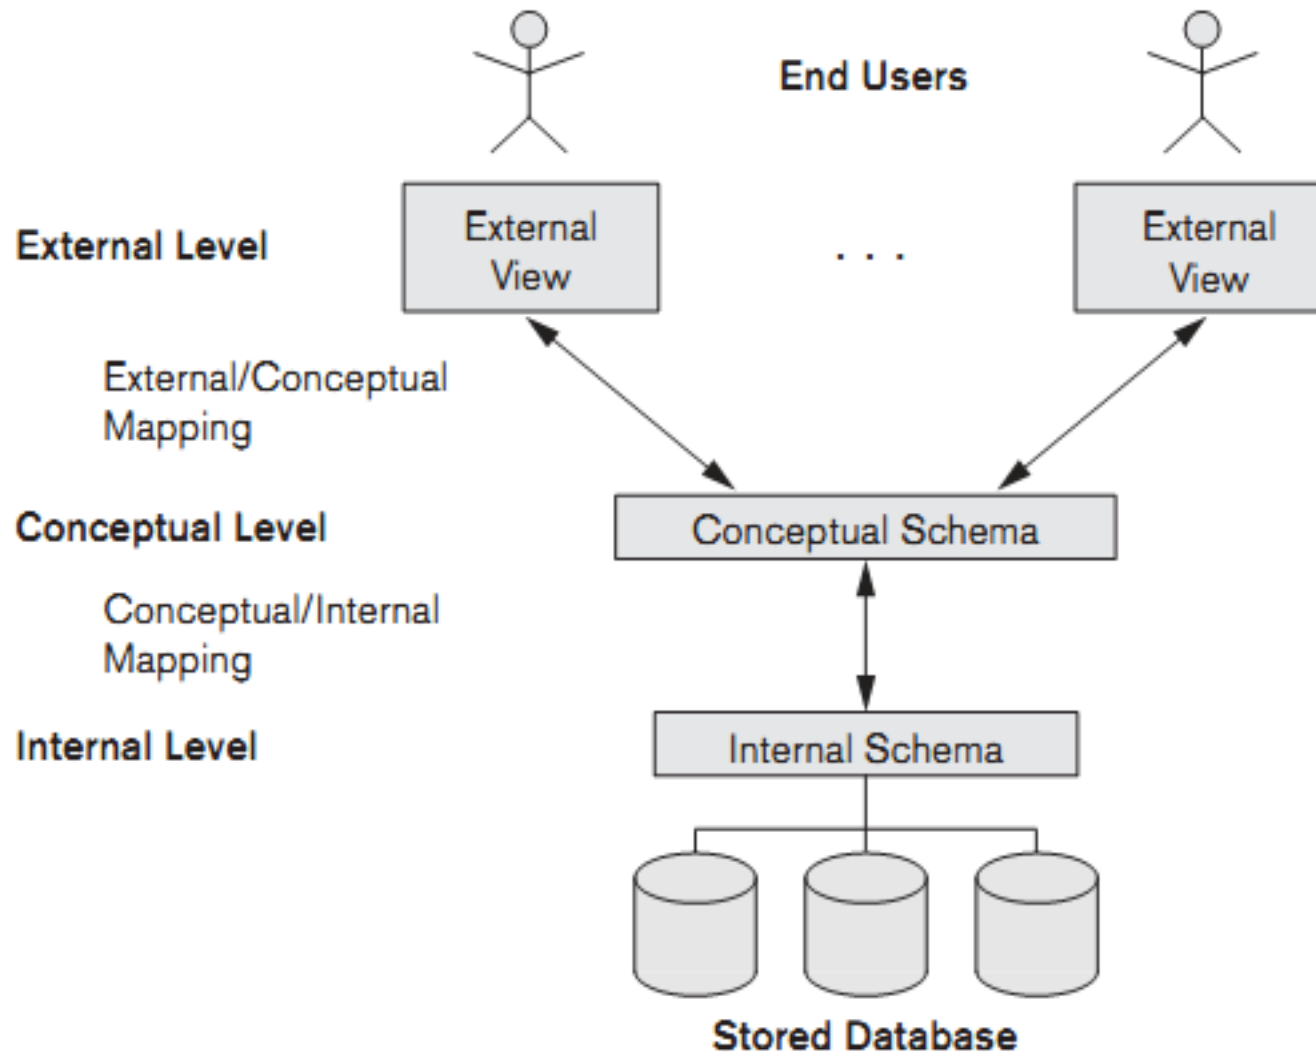 End Users
External Level
External
View
. . .
External
View
External/Conceptual
Mapping
Conceptual Level
Conceptual Schema
Conceptual/Internal
Mapping
Internal Level
Internal Schema
Stored Database